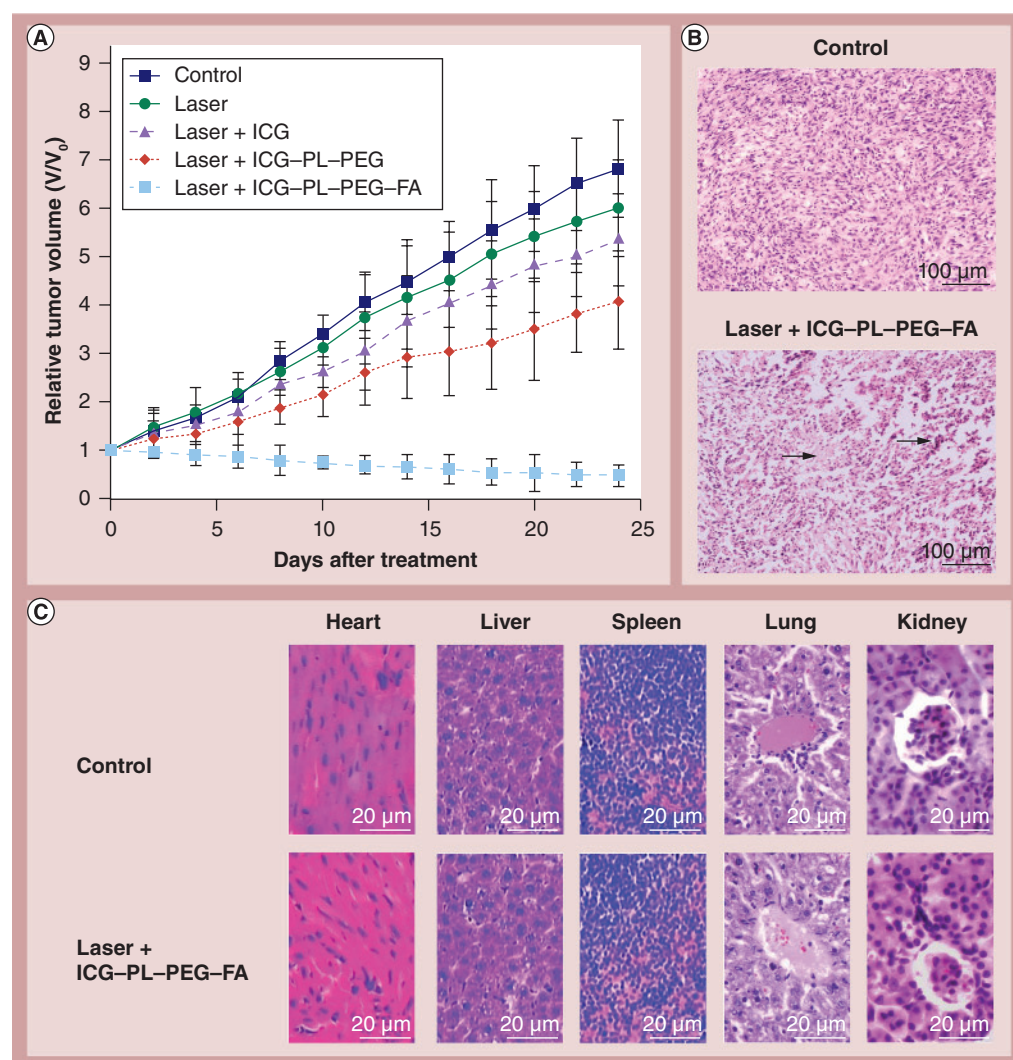 A
Relative tumor volume (V/V₀)
9
8
7
6
5
4
3
2
1
0
Control
Laser
Laser + ICG
Laser + ICG–PL–PEG
Laser + ICG–PL–PEG–FA
0 5 10 15 20 25
Days after treatment
B
Control
100 µm
Laser + ICG–PL–PEG–FA
100 µm
C
Heart Liver Spleen Lung Kidney
Control
20 µm 20 µm 20 µm 20 µm 20 µm
Laser +
ICG–PL–PEG–FA
20 µm 20 µm 20 µm 20 µm 20 µm